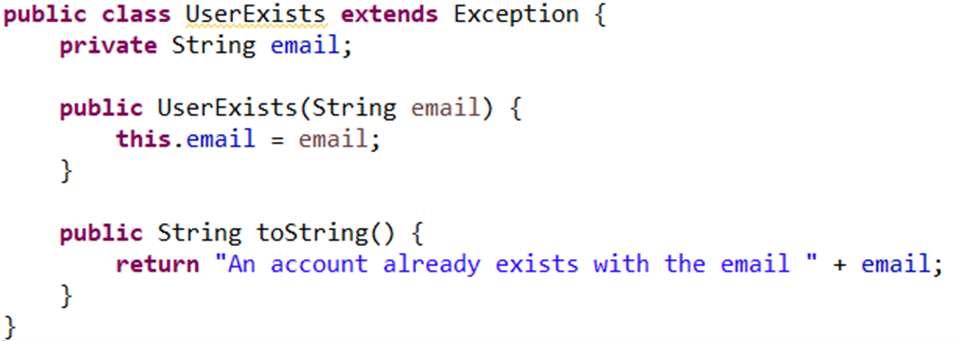 public class UserExists extends Exception {
    private String email;

    public UserExists(String email) {
        this.email = email;
    }

    public String toString() {
        return "An account already exists with the email " + email;
    }
}